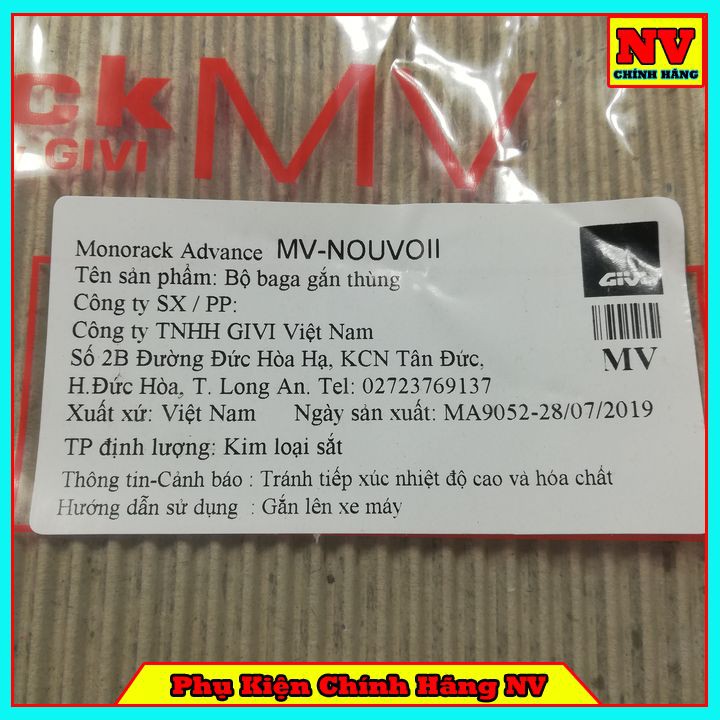 NV
CHÍNH HÃNG
ck MV
GIVI
Monorack Advance MV-NOUVOII
Tên sản phẩm: Bộ baga gắn thùng
Công ty SX / PP:
Công ty TNHH GIVI Việt Nam
Số 2B Đường Đức Hòa Hạ, KCN Tân Đức,
H.Đức Hòa, T. Long An. Tel: 02723769137
Xuất xứ: Việt Nam Ngày sản xuất: MA9052-28/07/2019
TP định lượng: Kim loại sắt
Thông tin-Cảnh báo : Tránh tiếp xúc nhiệt độ cao và hóa chất
Hướng dẫn sử dụng : Gắn lên xe máy
GIVI
MV
Phụ Kiện Chính Hãng NV